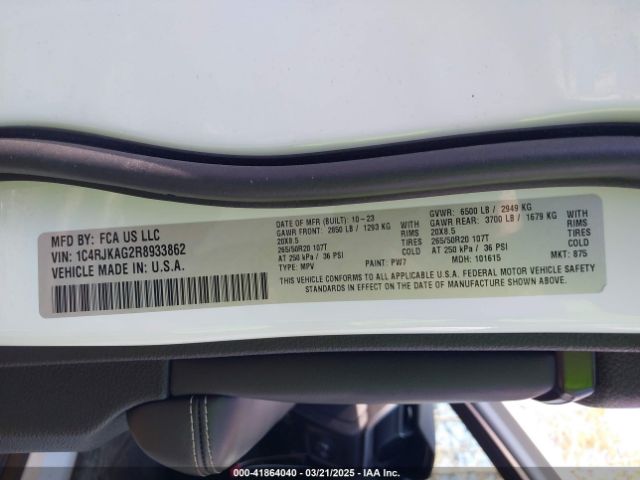 MFD BY: FCA US LLC
VIN: 1C4RJKAG2R8933862
VEHICLE MADE IN: U.S.A.
DATE OF MFR (BUILT): 10-23
GAWR FRONT: 2850 LB / 1293 KG WITH
20X8.5 RIMS
265/50R20 107T TIRES
AT 250 kPa / 36 PSI COLD
TYPE: MPV PAINT: PW7
GVWR: 6500 LB / 2949 KG
GAWR REAR: 3700 LB / 1679 KG WITH
20X8.5 RIMS
265/50R20 107T TIRES
AT 250 kPa / 36 PSI COLD
MDH: 101615 MKT: 875
THIS VEHICLE CONFORMS TO ALL APPLICABLE U.S.A. FEDERAL MOTOR VEHICLE SAFETY
STANDARDS IN EFFECT ON THE DATE OF MANUFACTURE SHOWN ABOVE.
000-41864040 - 03/21/2025 - IAA Inc.